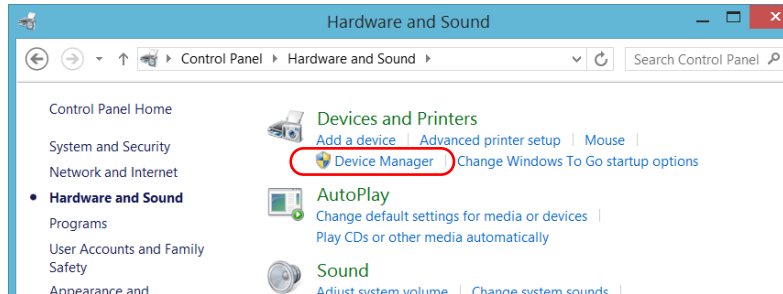 Hardware and Sound
Control Panel Hardware and Sound
Search Control Panel
Control Panel Home
System and Security
Network and Internet
Hardware and Sound
Programs
User Accounts and Family
Safety
Appearance and
Devices and Printers
Add a device Advanced printer setup Mouse
Device Manager Change Windows To Go startup options
AutoPlay
Change default settings for media or devices
Play CDs or other media automatically
Sound
Adjust system volume Change system sounds